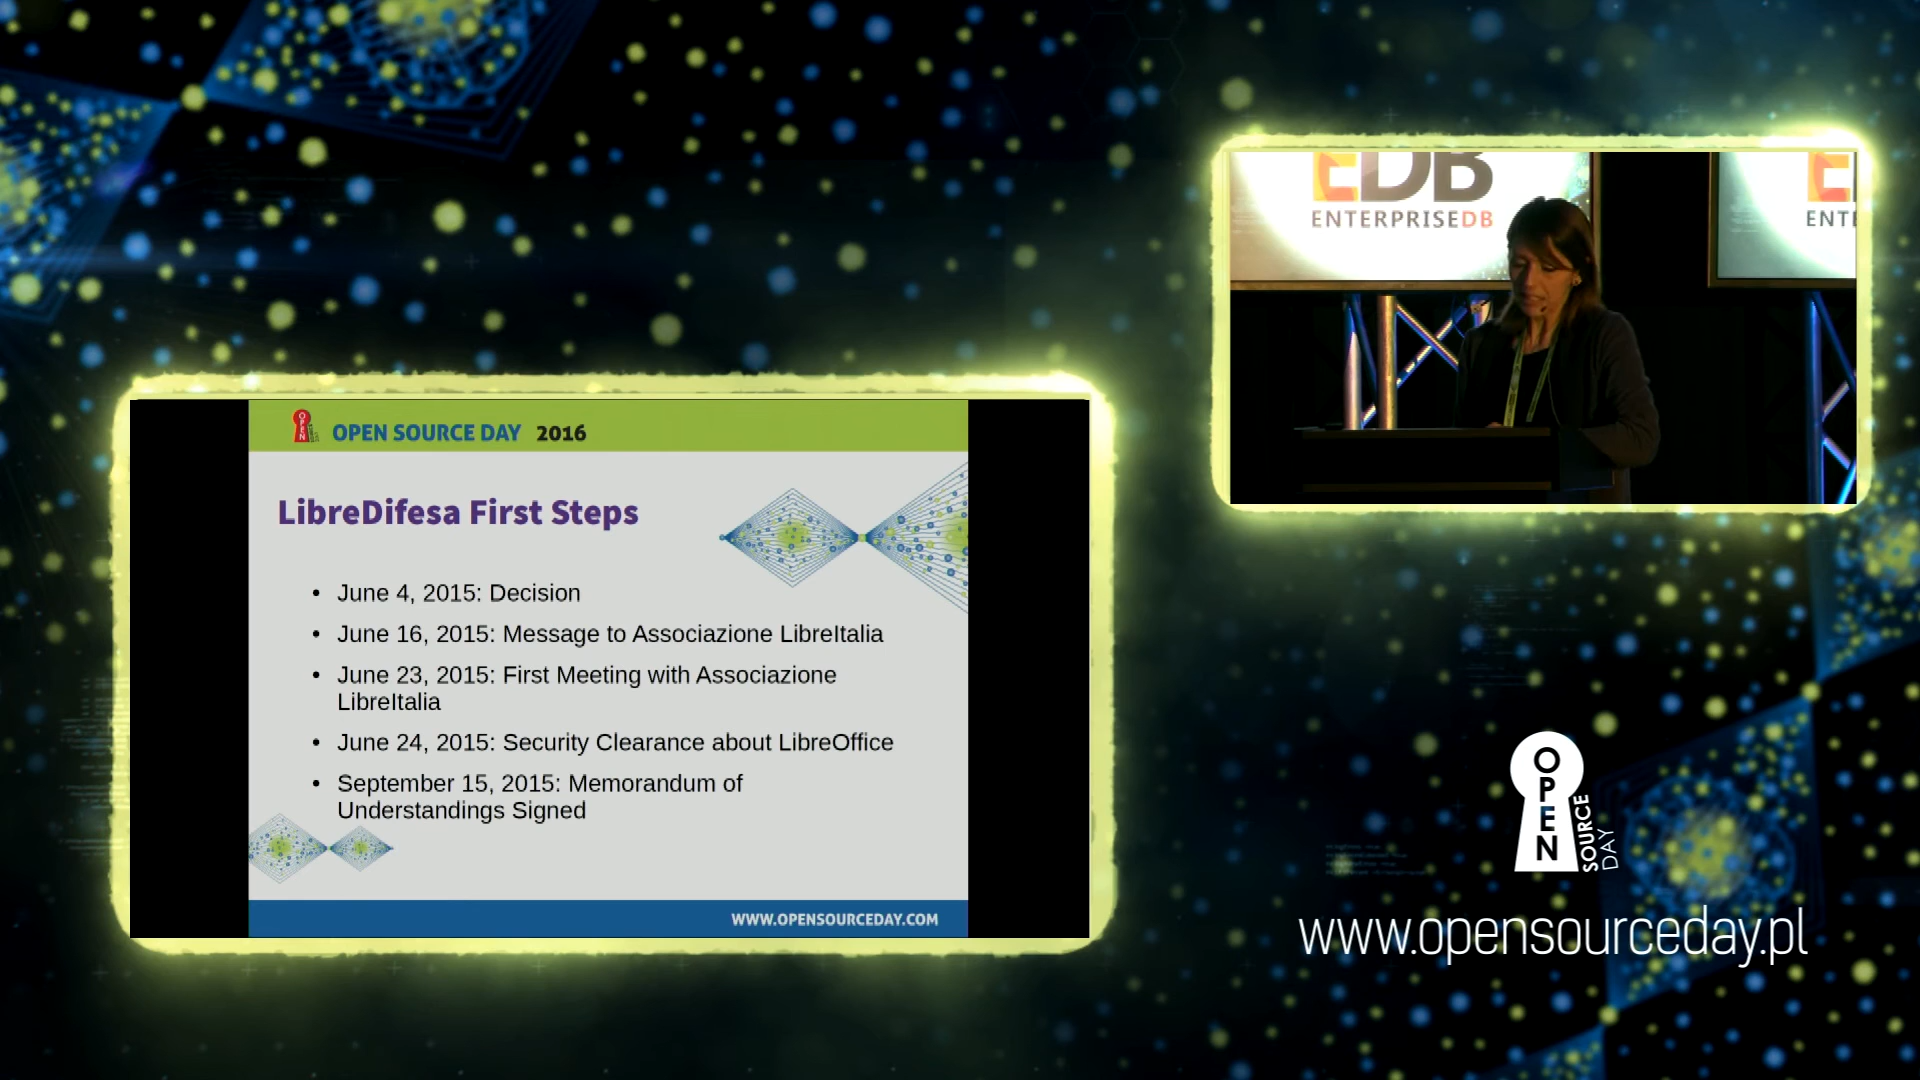 OPEN SOURCE DAY 2016
LibreDifesa First Steps
• June 4, 2015: Decision
• June 16, 2015: Message to Associazione LibreItalia
• June 23, 2015: First Meeting with Associazione
LibreItalia
• June 24, 2015: Security Clearance about LibreOffice
• September 15, 2015: Memorandum of
Understandings Signed
WWW.OPENSOURCEDAY.COM
EDB
ENTERPRISEDB
E
ENTE
OPEN
SOURCE
DAY
www.opensourceday.pl